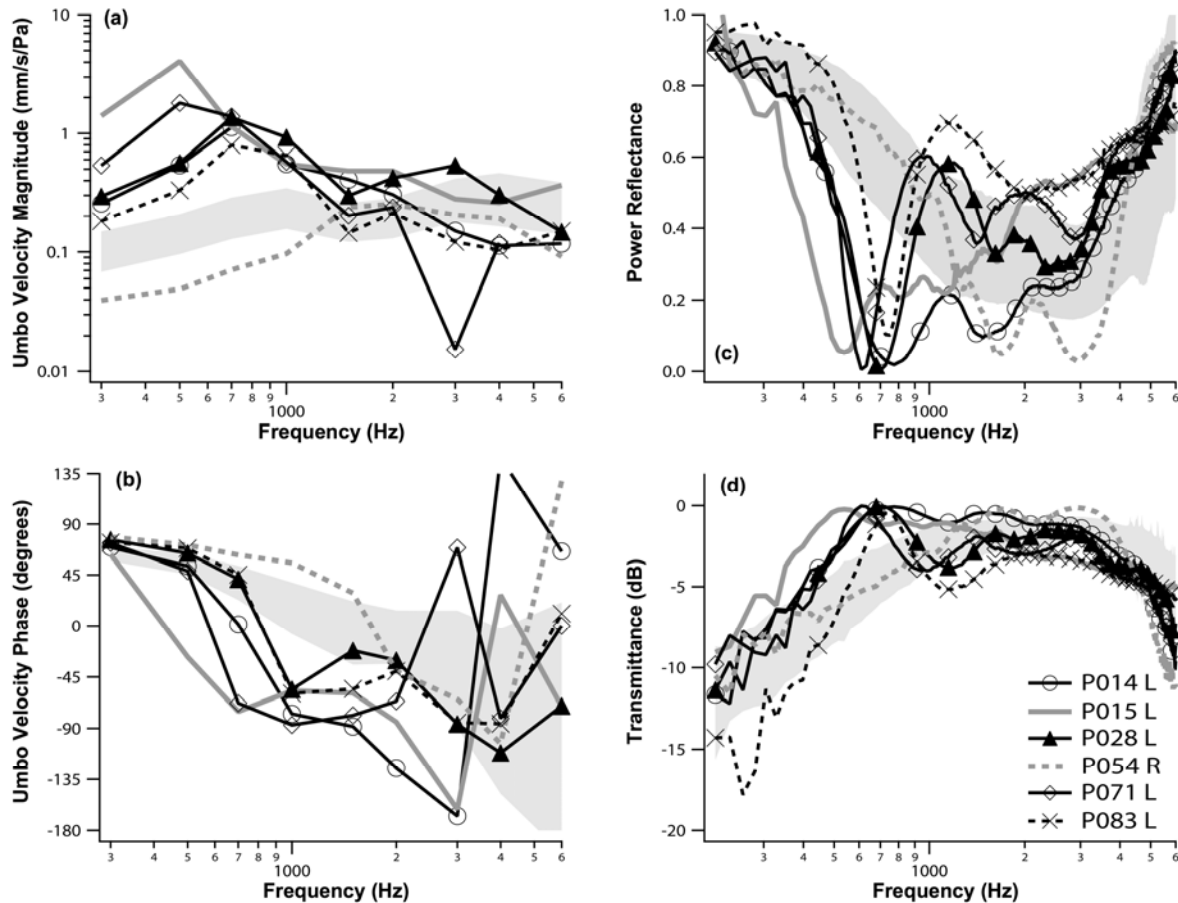 (a)
Umbo Velocity Magnitude (mm/s/Pa)
10
1
0.1
0.01
3 4 5 6 7 8 9 2 3 4 5 6
1000
Frequency (Hz)
(c)
Power Reflectance
1.0
0.8
0.6
0.4
0.2
0.0
3 4 5 6 7 8 9 2 3 4 5 6
1000
Frequency (Hz)
(b)
Umbo Velocity Phase (degrees)
135
90
45
0
-45
-90
-135
-180
3 4 5 6 7 8 9 2 3 4 5 6
1000
Frequency (Hz)
(d)
Transmittance (dB)
0
-5
-10
-15
-20
3 4 5 6 7 8 9 2 3 4 5 6
1000
Frequency (Hz)
P014 L
P015 L
P028 L
P054 R
P071 L
P083 L